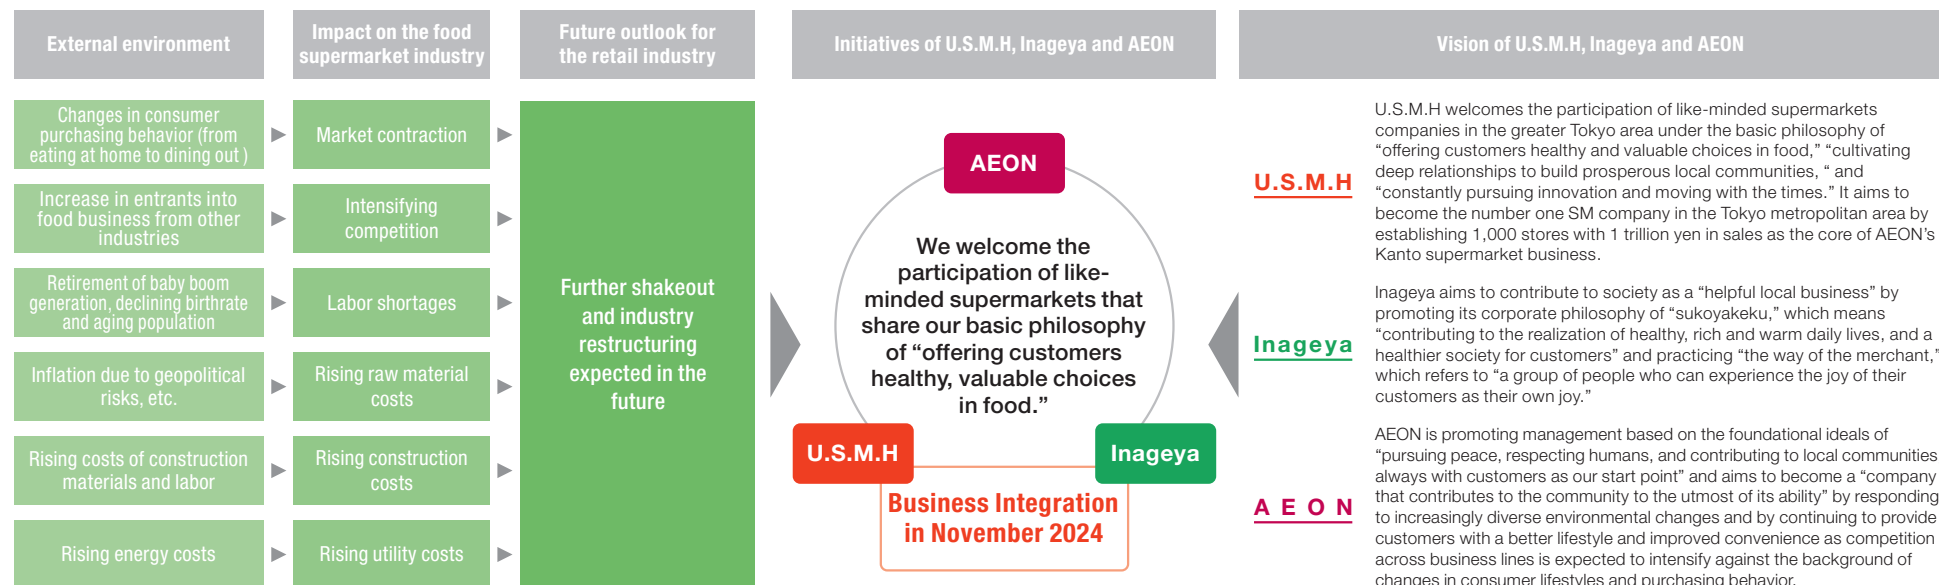 External environment
Impact on the food
supermarket industry
Future outlook for
the retail industry
Initiatives of U.S.M.H, Inageya and AEON
Vision of U.S.M.H, Inageya and AEON
Changes in consumer
purchasing behavior (from
eating at home to dining out )
Market contraction
Increase in entrants into
food business from other
industries
Intensifying
competition
Retirement of baby boom
generation, declining birthrate
and aging population
Labor shortages
Inflation due to geopolitical
risks, etc.
Rising raw material
costs
Rising costs of construction
materials and labor
Rising construction
costs
Rising energy costs
Rising utility costs
Further shakeout
and industry
restructuring
expected in the
future
AEON
We welcome the
participation of like-
minded supermarkets that
share our basic philosophy
of “offering customers
healthy, valuable choices
in food.”
U.S.M.H
Inageya
Business Integration
in November 2024
U.S.M.H
U.S.M.H welcomes the participation of like-minded supermarkets
companies in the greater Tokyo area under the basic philosophy of
“offering customers healthy and valuable choices in food,” “cultivating
deep relationships to build prosperous local communities, “ and
“constantly pursuing innovation and moving with the times.” It aims to
become the number one SM company in the Tokyo metropolitan area by
establishing 1,000 stores with 1 trillion yen in sales as the core of AEON’s
Kanto supermarket business.
Inageya
Inageya aims to contribute to society as a “helpful local business” by
promoting its corporate philosophy of “sukoyakeku,” which means
“contributing to the realization of healthy, rich and warm daily lives, and a
healthier society for customers” and practicing “the way of the merchant,”
which refers to “a group of people who can experience the joy of their
customers as their own joy.”
A E O N
AEON is promoting management based on the foundational ideals of
“pursuing peace, respecting humans, and contributing to local communities
always with customers as our start point” and aims to become a “company
that contributes to the community to the utmost of its ability” by responding
to increasingly diverse environmental changes and by continuing to provide
customers with a better lifestyle and improved convenience as competition
across business lines is expected to intensify against the background of
changes in consumer lifestyles and purchasing behavior.